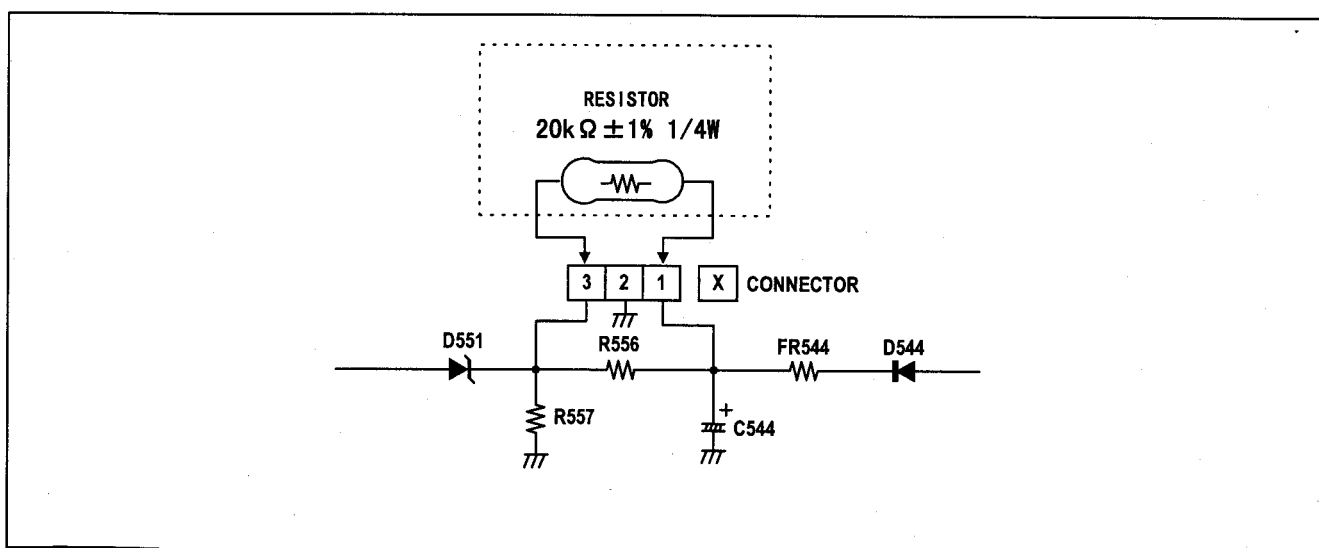 RESISTOR
20kΩ±1% 1/4W
3 2 1 X CONNECTOR
D551 R556 FR544 D544
R557 + C544